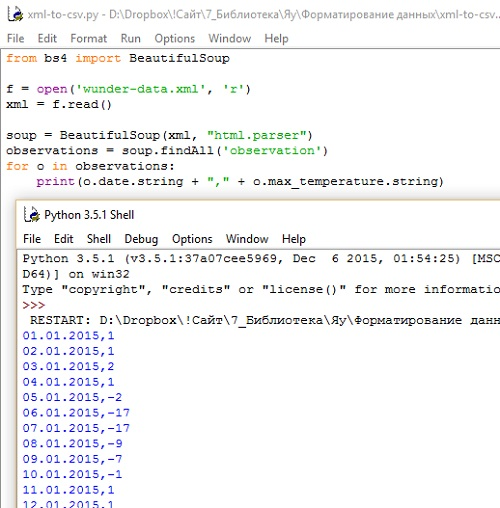 xml-to-csv.py - D:\Dropbox\!Сайт\7_Библиотека\Яу\Форматирование данных\xml-to-csv..
File Edit Format Run Options Window Help
from bs4 import BeautifulSoup
f = open('wunder-data.xml', 'r')
xml = f.read()
soup = BeautifulSoup(xml, "html.parser")
observations = soup.findAll('observation')
for o in observations:
    print(o.date.string + "," + o.max_temperature.string)
Python 3.5.1 Shell
File Edit Shell Debug Options Window Help
Python 3.5.1 (v3.5.1:37a07cee5969, Dec  6 2015, 01:54:25) [MSC
D64)] on win32
Type "copyright", "credits" or "license()" for more informatio
>>>
 RESTART: D:\Dropbox\!Сайт\7_Библиотека\Яу\Форматирование данн
01.01.2015,1
02.01.2015,1
03.01.2015,2
04.01.2015,1
05.01.2015,-2
06.01.2015,-17
07.01.2015,-17
08.01.2015,-9
09.01.2015,-7
10.01.2015,-1
11.01.2015,1
12.01.2015,1